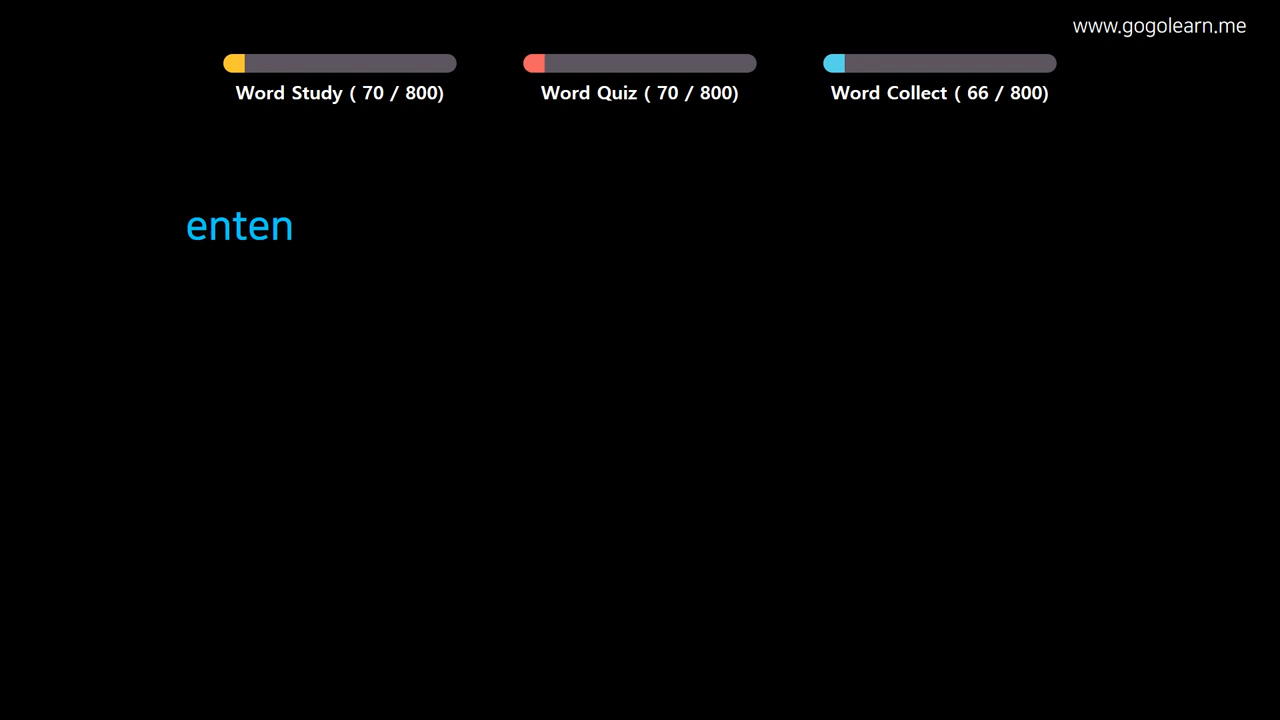 www.gogolearn.me
Word Study ( 70 / 800)
Word Quiz ( 70 / 800)
Word Collect ( 66 / 800)
enten